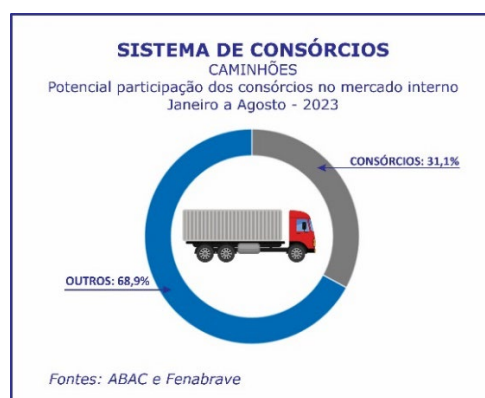 SISTEMA DE CONSÓRCIOS
CAMINHÕES
Potencial participação dos consórcios no mercado interno
Janeiro a Agosto - 2023
CONSÓRCIOS: 31,1%
OUTROS: 68,9%
Fontes: ABAC e Fenabrave